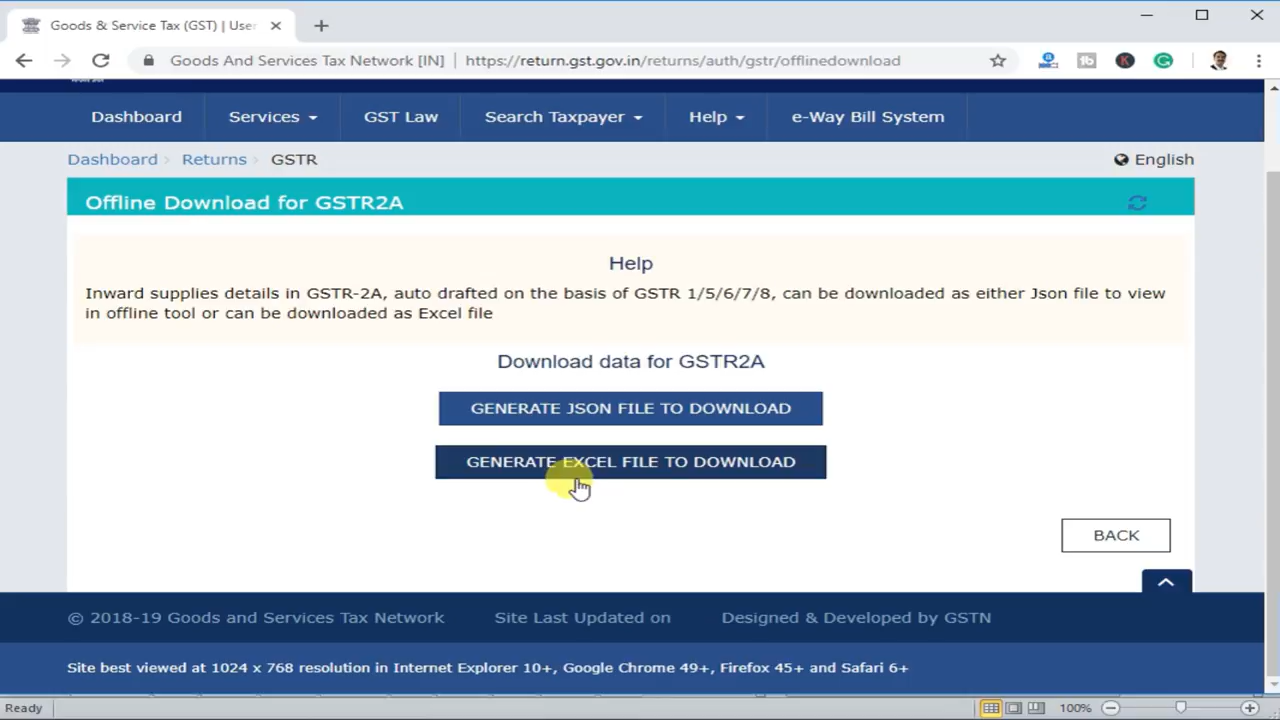 Goods & Service Tax (GST) | User
Goods And Services Tax Network [IN] | https://return.gst.gov.in/returns/auth/gstr/offlinedownload
Dashboard Services GST Law Search Taxpayer Help e-Way Bill System
Dashboard > Returns > GSTR English
Offline Download for GSTR2A
Help
Inward supplies details in GSTR-2A, auto drafted on the basis of GSTR 1/5/6/7/8, can be downloaded as either Json file to view
in offline tool or can be downloaded as Excel file
Download data for GSTR2A
GENERATE JSON FILE TO DOWNLOAD
GENERATE EXCEL FILE TO DOWNLOAD
BACK
© 2018-19 Goods and Services Tax Network Site Last Updated on Designed & Developed by GSTN
Site best viewed at 1024 x 768 resolution in Internet Explorer 10+, Google Chrome 49+, Firefox 45+ and Safari 6+
Ready 100%